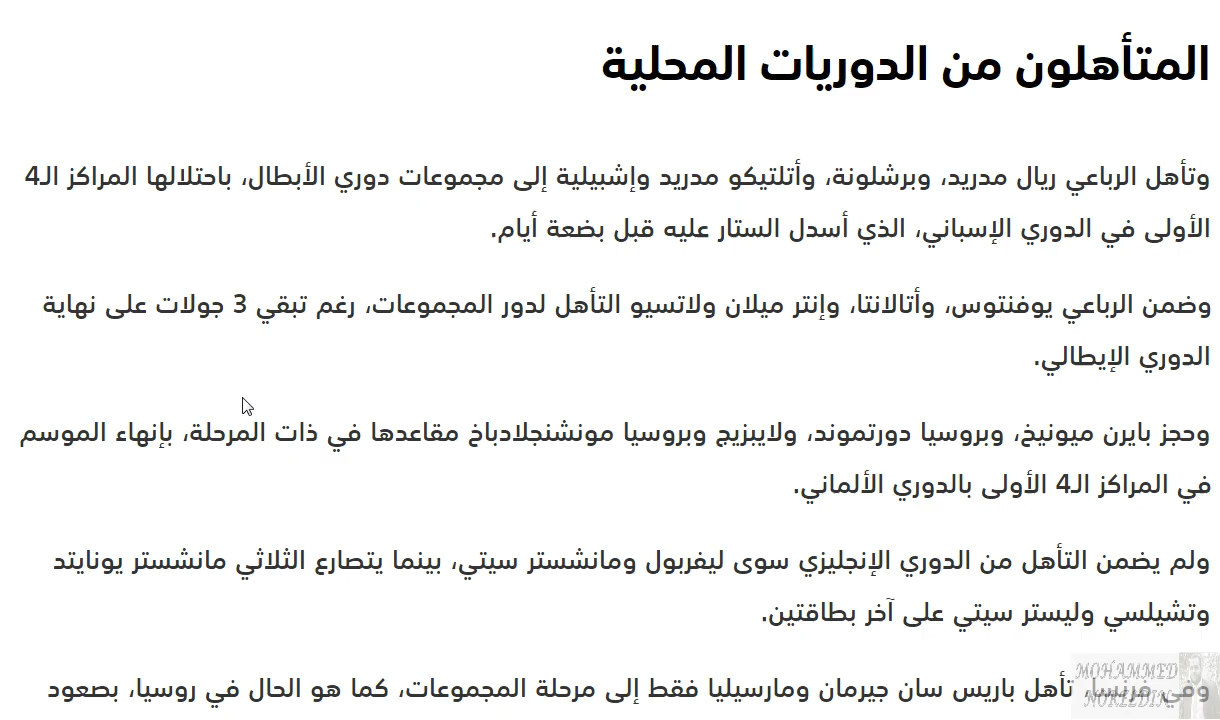 المتأهلون من الدوريات المحلية
وتأهل الرباعي ريال مدريد، وبرشلونة، وأتلتيكو مدريد وإشبيلية إلى مجموعات دوري الأبطال، باحتلالها المراكز الـ4
الأولى في الدوري الإسباني، الذي أسدل الستار عليه قبل بضعة أيام.
وضمن الرباعي يوفنتوس، وأتالانتا، وإنتر ميلان ولاتسيو التأهل لدور المجموعات، رغم تبقي 3 جولات على نهاية
الدوري الإيطالي.
وحجز بايرن ميونيخ، وبروسيا دورتموند، ولايبزيج وبروسيا مونشنجلادباخ مقاعدها في ذات المرحلة، بإنهاء الموسم
في المراكز الـ4 الأولى بالدوري الألماني.
ولم يضمن التأهل من الدوري الإنجليزي سوى ليفربول ومانشستر سيتي، بينما يتصارع الثلاثي مانشستر يونايتد
وتشيلسي وليستر سيتي على آخر بطاقتين.
وفي فرنسا، تأهل باريس سان جيرمان ومارسيليا فقط إلى مرحلة المجموعات، كما هو الحال في روسيا، بصعود
MOHAMMED
NOREDDIN